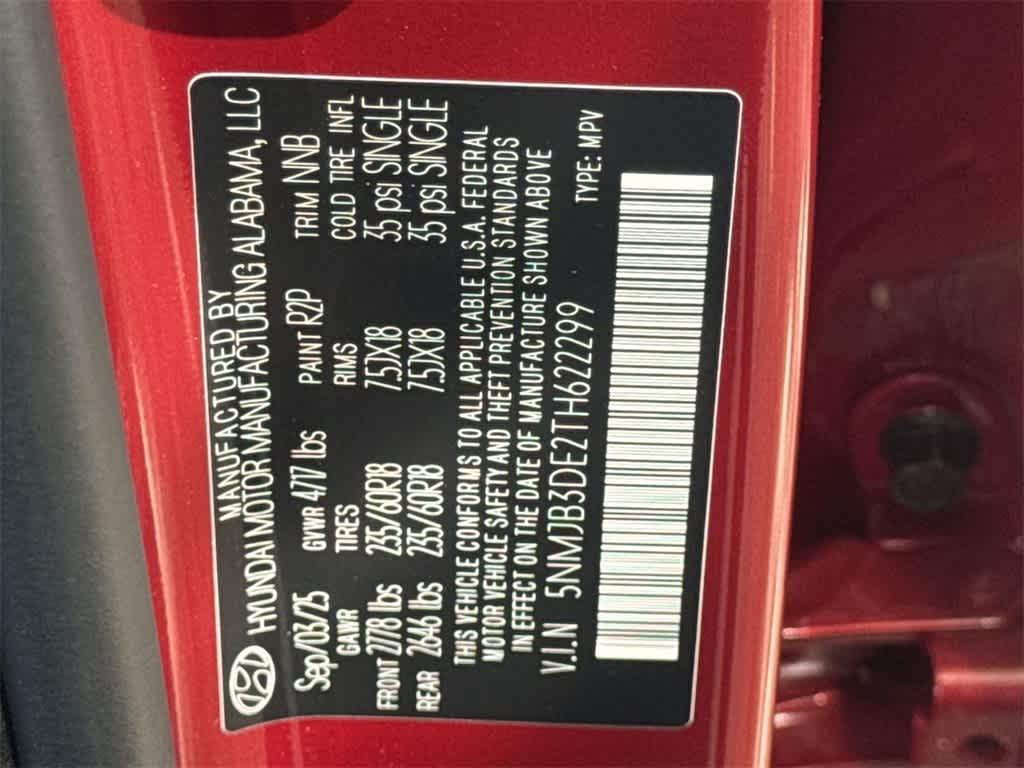 MANUFACTURED BY
HYUNDAI MOTOR MANUFACTURING ALABAMA, LLC
Sep/03/25 GVWR 4717 lbs PAINT R2P TRIM NNB
GAWR TIRES RIMS COLD TIRE INFL
FRONT 2778 lbs 235/60R18 7.5JX18 35 psi SINGLE
REAR 2646 lbs 235/60R18 7.5JX18 35 psi SINGLE
THIS VEHICLE CONFORMS TO ALL APPLICABLE U.S.A. FEDERAL
MOTOR VEHICLE SAFETY AND THEFT PREVENTION STANDARDS
IN EFFECT ON THE DATE OF MANUFACTURE SHOWN ABOVE
V.I.N 5NMJB3DE2TH622299 TYPE: MPV